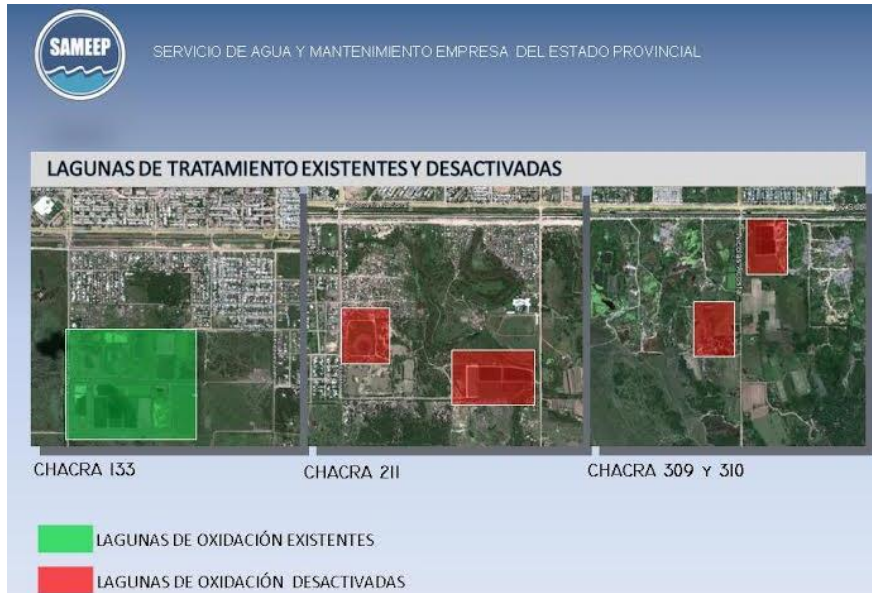 SAMEEP
SERVICIO DE AGUA Y MANTENIMIENTO EMPRESA DEL ESTADO PROVINCIAL
LAGUNAS DE TRATAMIENTO EXISTENTES Y DESACTIVADAS
CHACRA 133
CHACRA 211
CHACRA 309 Y 310
LAGUNAS DE OXIDACIÓN EXISTENTES
LAGUNAS DE OXIDACIÓN DESACTIVADAS